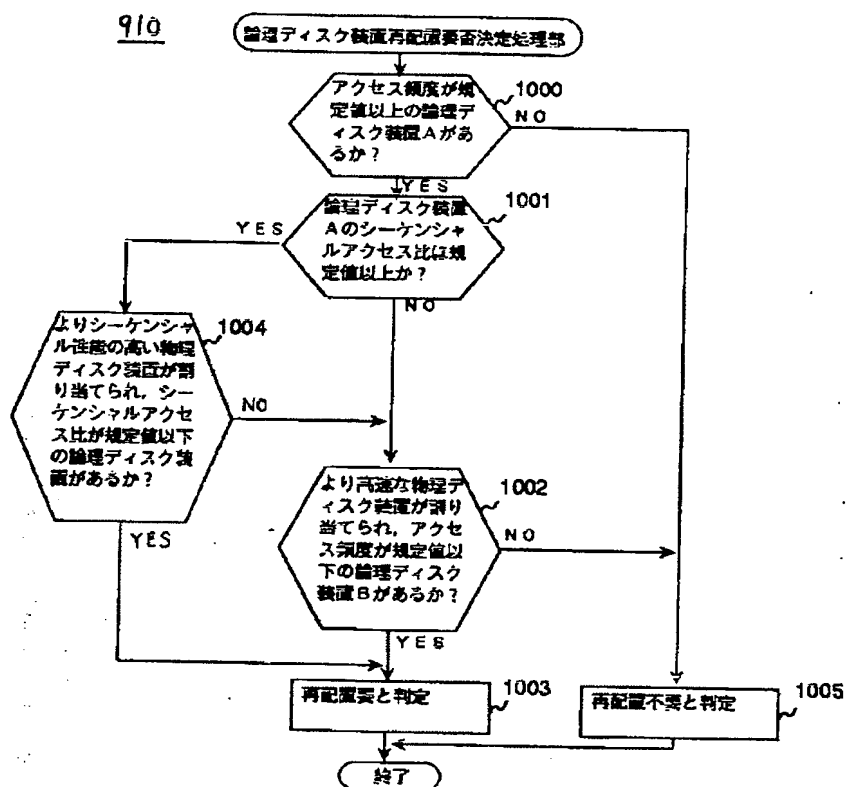 910
論理ディスク装置再配置要否決定処理部
アクセス頻度が規
定値以上の論理デ
ィスク装置Aがあ
るか?
1000
NO
YES
論理ディスク装置
Aのシーケンシャ
ルアクセス比は規
定値以上か?
1001
YES
NO
よりシーケンシャ
ル性能の高い物理
ディスク装置が割
り当てられ,シー
ケンシャルアクセ
ス比が規定値以下
の論理ディスク装
置があるか?
1004
NO
YES
より高速な物理デ
ィスク装置が割り
当てられ,アクセ
ス頻度が規定値以
下の論理ディスク
装置Bがあるか?
1002
NO
YES
再配置要と判定
1003
再配置不要と判定
1005
終了